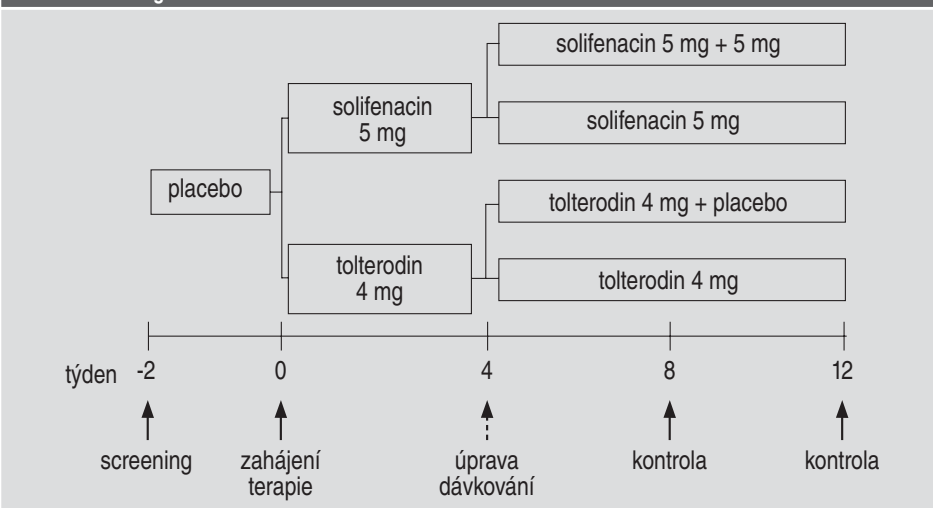 solifenacin 5 mg + 5 mg
solifenacin
5 mg
solifenacin 5 mg
placebo
tolterodin 4 mg + placebo
tolterodin
4 mg
tolterodin 4 mg
týden -2 0 4 8 12
screening zahájení úprava kontrola kontrola
terapie dávkování